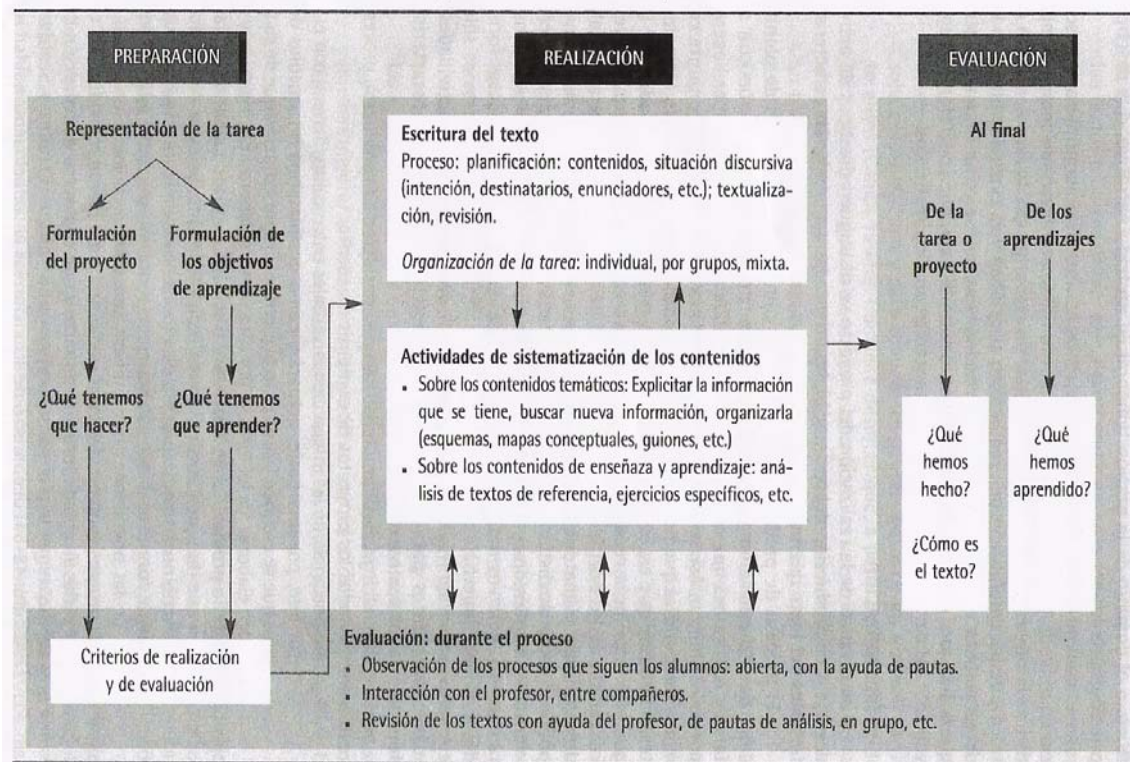 PREPARACIÓN
Representación de la tarea
Formulación
del proyecto
Formulación de
los objetivos
de aprendizaje
¿Qué tenemos
que hacer?
¿Qué tenemos
que aprender?
Criterios de realización
y de evaluación
REALIZACIÓN
Escritura del texto
Proceso: planificación: contenidos, situación discursiva
(intención, destinatarios, enunciadores, etc.); textualiza-
ción, revisión.
Organización de la tarea: individual, por grupos, mixta.
Actividades de sistematización de los contenidos
▪ Sobre los contenidos temáticos: Explicitar la información
que se tiene, buscar nueva información, organizarla
(esquemas, mapas conceptuales, guiones, etc.)
▪ Sobre los contenidos de enseñaza y aprendizaje: aná-
lisis de textos de referencia, ejercicios específicos, etc.
Evaluación: durante el proceso
▪ Observación de los procesos que siguen los alumnos: abierta, con la ayuda de pautas.
▪ Interacción con el profesor, entre compañeros.
▪ Revisión de los textos con ayuda del profesor, de pautas de análisis, en grupo, etc.
EVALUACIÓN
Al final
De la
tarea o
proyecto
De los
aprendizajes
¿Qué
hemos
hecho?
¿Cómo es
el texto?
¿Qué
hemos
aprendido?